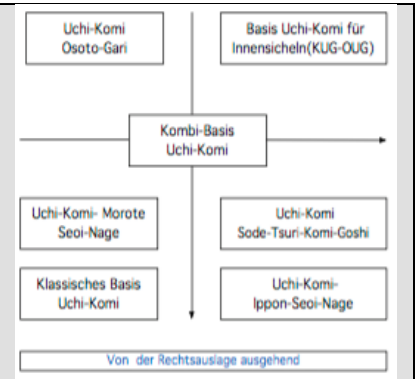 Uchi-Komi
Osoto-Gari
Basis Uchi-Komi für
Innensicheln(KUG-OUG)
Kombi-Basis
Uchi-Komi
Uchi-Komi- Morote
Seoi-Nage
Uchi-Komi
Sode-Tsuri-Komi-Goshi
Klassisches Basis
Uchi-Komi
Uchi-Komi-
Ippon-Seoi-Nage
Von der Rechtsauslage ausgehend